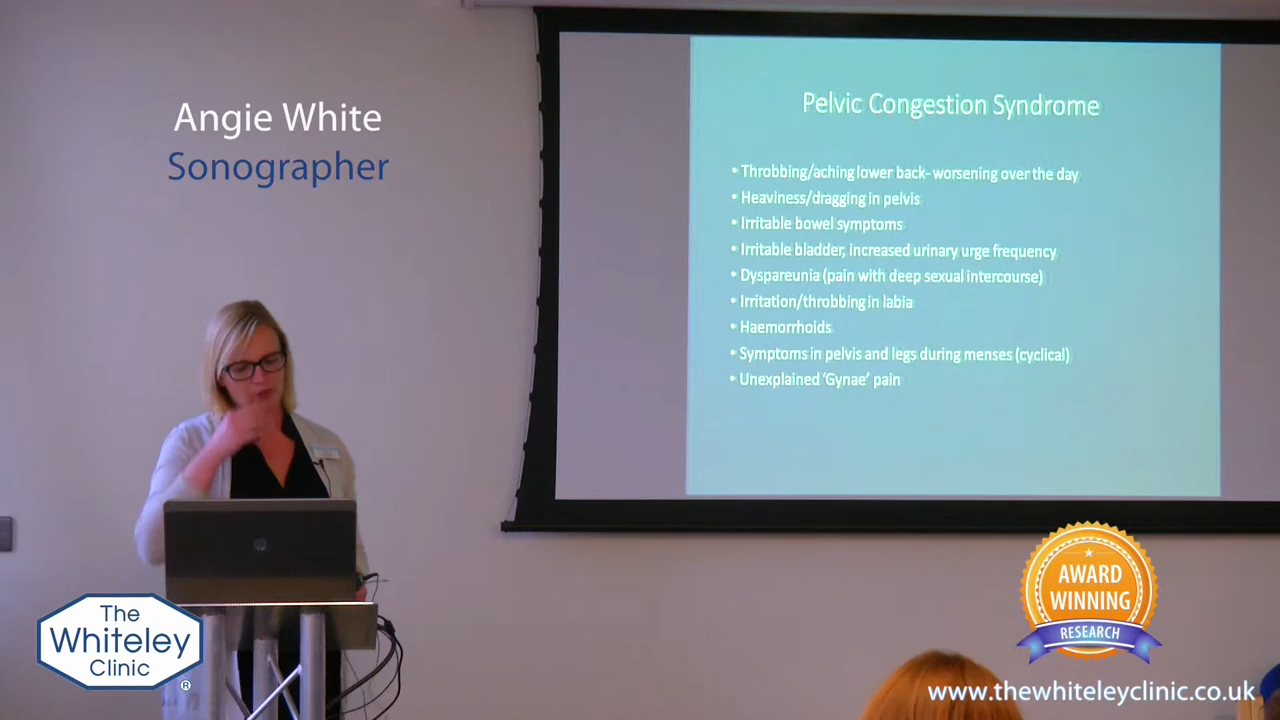 Angie White
Sonographer
Pelvic Congestion Syndrome
• Throbbing/aching lower back- worsening over the day
• Heaviness/dragging in pelvis
• Irritable bowel symptoms
• Irritable bladder, increased urinary urge frequency
• Dyspareunia (pain with deep sexual intercourse)
• Irritation/throbbing in labia
• Haemorrhoids
• Symptoms in pelvis and legs during menses (cyclical)
• Unexplained ‘Gynae’ pain
The
Whiteley
Clinic
®
AWARD
WINNING
RESEARCH
www.thewhiteleyclinic.co.uk